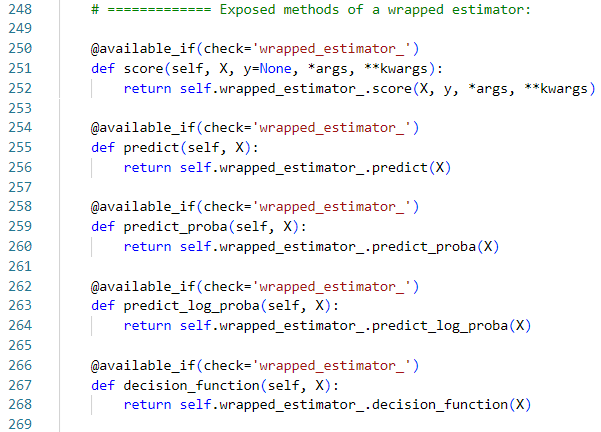 248 # ============= Exposed methods of a wrapped estimator:
249
250 @available_if(check='wrapped_estimator_')
251 def score(self, X, y=None, *args, **kwargs):
252 return self.wrapped_estimator_.score(X, y, *args, **kwargs)
253
254 @available_if(check='wrapped_estimator_')
255 def predict(self, X):
256 return self.wrapped_estimator_.predict(X)
257
258 @available_if(check='wrapped_estimator_')
259 def predict_proba(self, X):
260 return self.wrapped_estimator_.predict_proba(X)
261
262 @available_if(check='wrapped_estimator_')
263 def predict_log_proba(self, X):
264 return self.wrapped_estimator_.predict_log_proba(X)
265
266 @available_if(check='wrapped_estimator_')
267 def decision_function(self, X):
268 return self.wrapped_estimator_.decision_function(X)
269